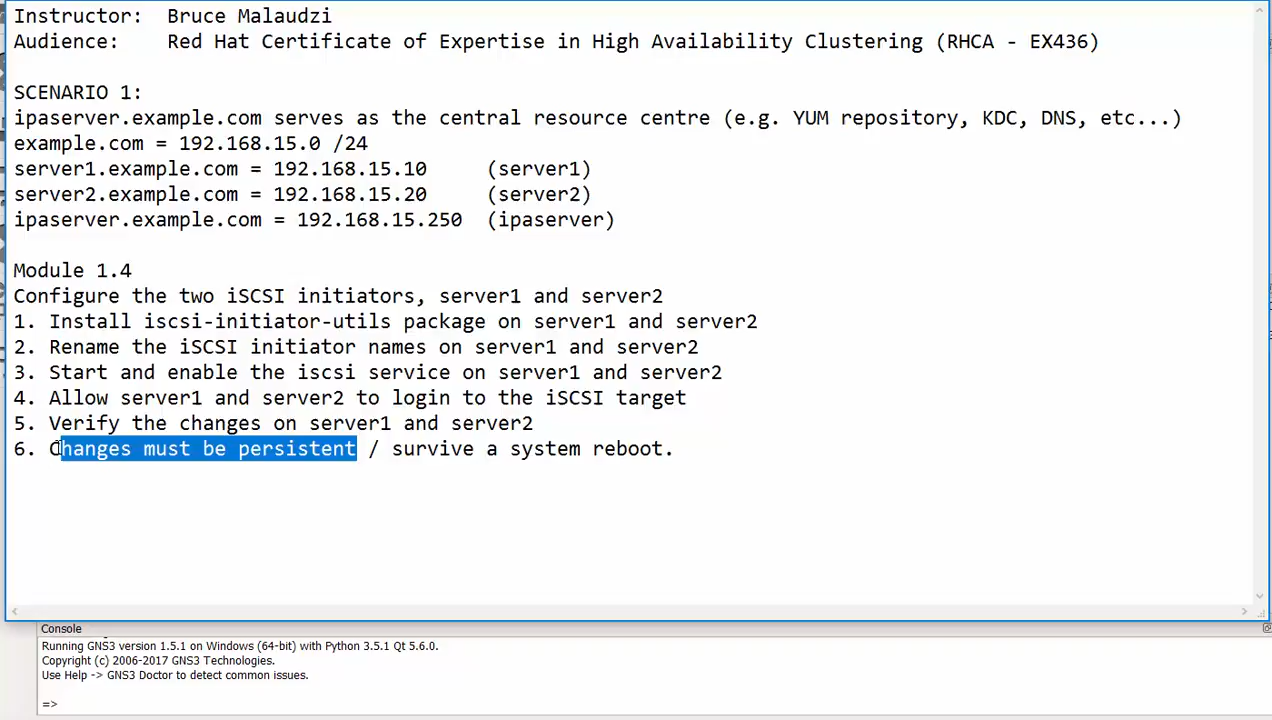 Instructor:  Bruce Malaudzi
Audience:    Red Hat Certificate of Expertise in High Availability Clustering (RHCA - EX436)
SCENARIO 1:
ipaserver.example.com serves as the central resource centre (e.g. YUM repository, KDC, DNS, etc...)
example.com = 192.168.15.0 /24
server1.example.com = 192.168.15.10     (server1)
server2.example.com = 192.168.15.20     (server2)
ipaserver.example.com = 192.168.15.250  (ipaserver)
Module 1.4
Configure the two iSCSI initiators, server1 and server2
1. Install iscsi-initiator-utils package on server1 and server2
2. Rename the iSCSI initiator names on server1 and server2
3. Start and enable the iscsi service on server1 and server2
4. Allow server1 and server2 to login to the iSCSI target
5. Verify the changes on server1 and server2
6. Changes must be persistent / survive a system reboot.
Console
Running GNS3 version 1.5.1 on Windows (64-bit) with Python 3.5.1 Qt 5.6.0.
Copyright (c) 2006-2017 GNS3 Technologies.
Use Help -> GNS3 Doctor to detect common issues.
=>